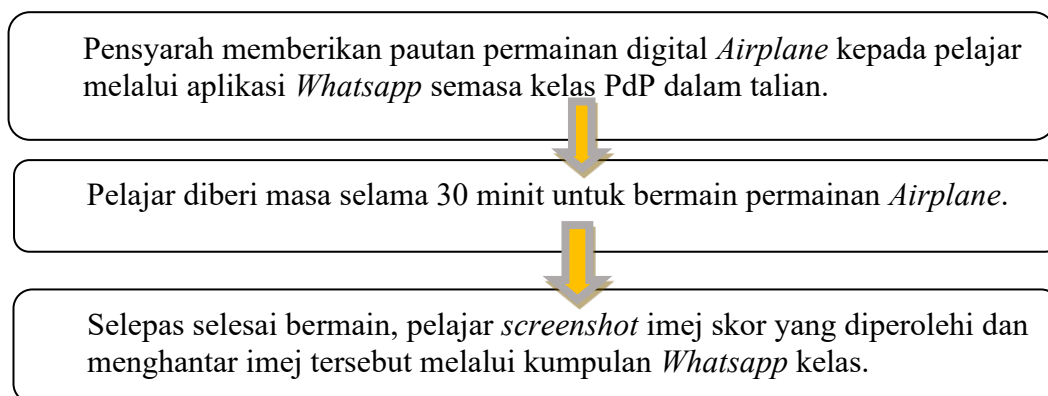 Pensyarah memberikan pautan permainan digital Airplane kepada pelajar
melalui aplikasi Whatsapp semasa kelas PdP dalam talian.
Pelajar diberi masa selama 30 minit untuk bermain permainan Airplane.
Selepas selesai bermain, pelajar screenshot imej skor yang diperolehi dan
menghantar imej tersebut melalui kumpulan Whatsapp kelas.